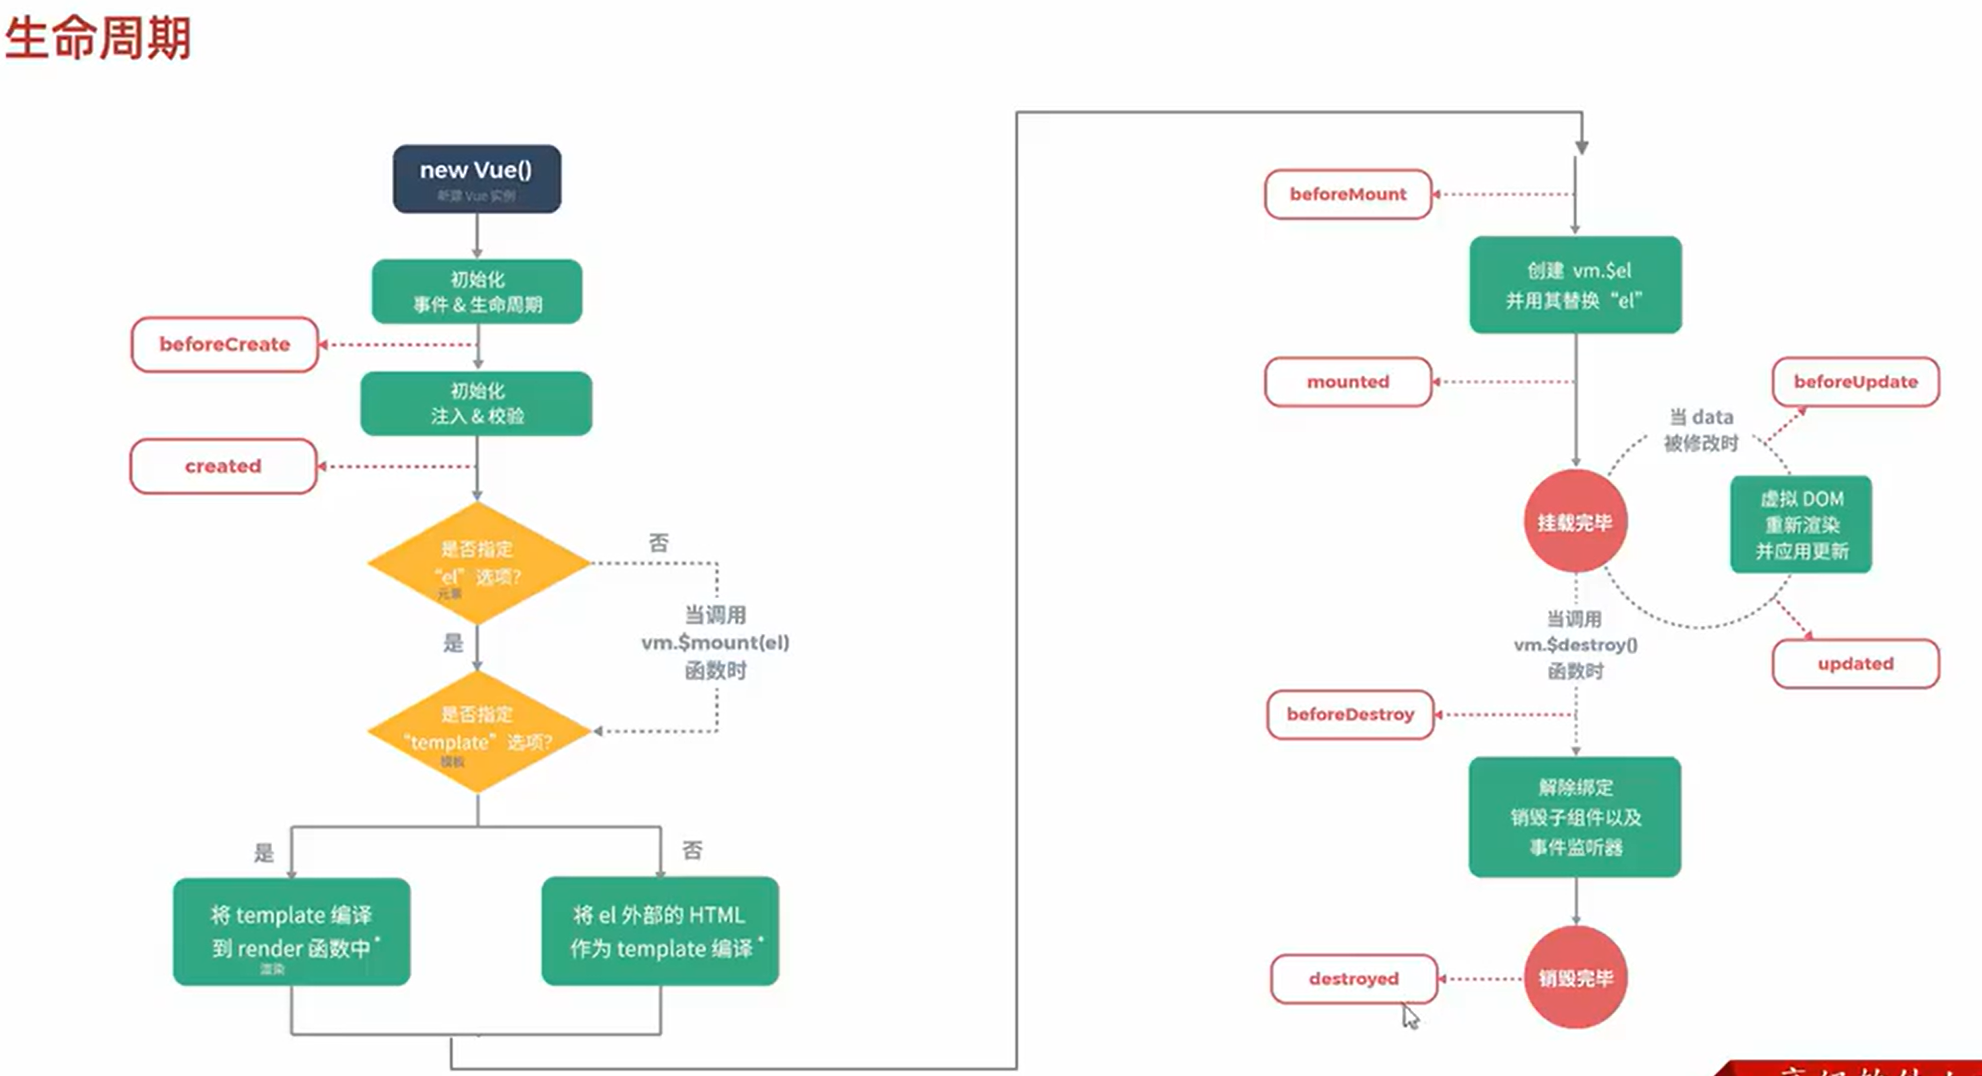 生命周期
new Vue()
新建 Vue 实例
初始化
事件 & 生命周期
beforeCreate
初始化
注入 & 校验
created
是否指定
“el”选项?
元素
否
当调用
vm.$mount(el)
函数时
是
是否指定
“template”选项?
模板
是
否
将 template 编译
到 render 函数中*
渲染
将 el 外部的 HTML
作为 template 编译*
beforeMount
创建 vm.$el
并用其替换“el”
mounted
beforeUpdate
当 data
被修改时
挂载完毕
虚拟 DOM
重新渲染
并应用更新
当调用
vm.$destroy()
函数时
updated
beforeDestroy
解除绑定
销毁子组件以及
事件监听器
destroyed
销毁完毕